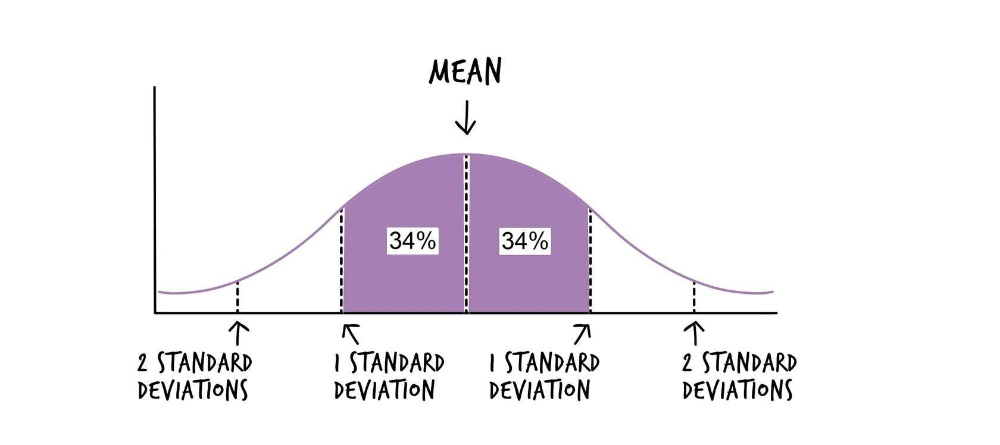 MEAN
34%
34%
2 STANDARD
DEVIATIONS
1 STANDARD
DEVIATION
1 STANDARD
DEVIATION
2 STANDARD
DEVIATIONS